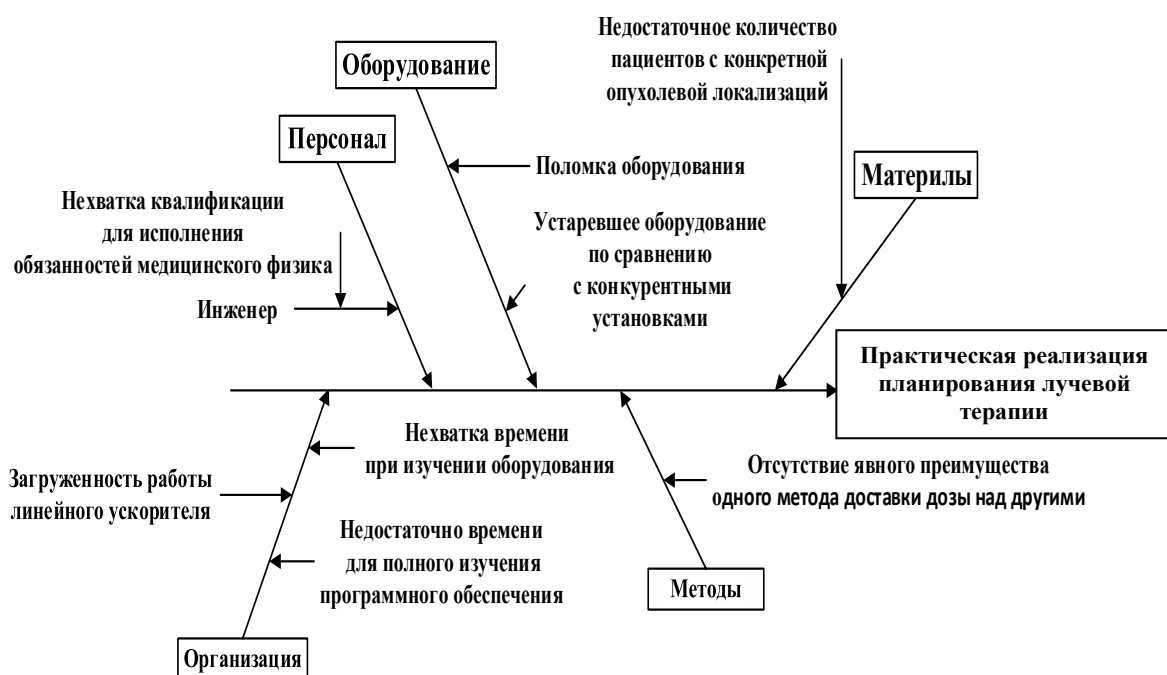 Недостаточное количество
пациентов с конкретной
опухолевой локализаций
Оборудование
Персонал
Поломка оборудования
Материлы
Нехватка квалификации
для исполнения
обязанностей медицинского физика
Устаревшее оборудование
по сравнению
с конкурентными
установками
Инженер
Практическая реализация
планирования лучевой
терапии
Нехватка времени
при изучении оборудования
Загруженность работы
линейного ускорителя
Отсутствие явного преимущества
одного метода доставки дозы над другими
Недостаточно времени
для полного изучения
программного обеспечения
Методы
Организация